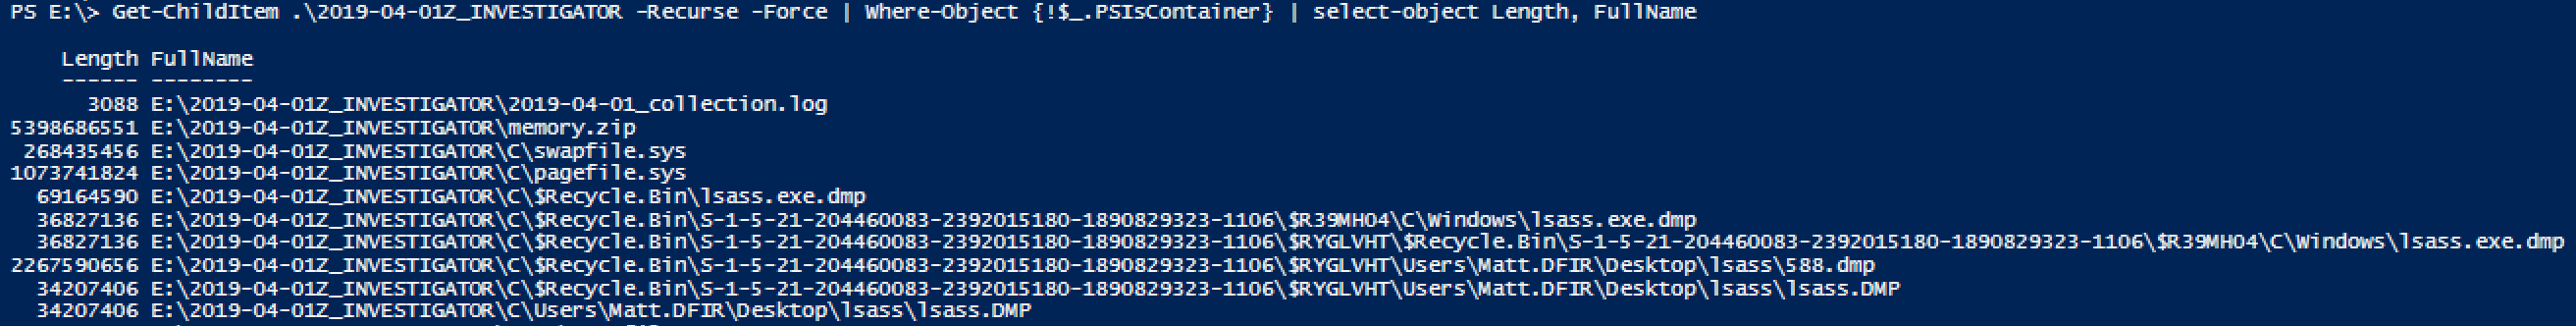 PS E:\> Get-ChildItem .\2019-04-01Z_INVESTIGATOR -Recurse -Force | Where-Object {!$_.PSIsContainer} | select-object Length, FullName
Length FullName
------ --------
3088 E:\2019-04-01Z_INVESTIGATOR\2019-04-01_collection.log
5398686551 E:\2019-04-01Z_INVESTIGATOR\memory.zip
268435456 E:\2019-04-01Z_INVESTIGATOR\C\swapfile.sys
1073741824 E:\2019-04-01Z_INVESTIGATOR\C\pagefile.sys
69164590 E:\2019-04-01Z_INVESTIGATOR\C\$Recycle.Bin\lsass.exe.dmp
36827136 E:\2019-04-01Z_INVESTIGATOR\C\$Recycle.Bin\S-1-5-21-204460083-2392015180-1890829323-1106\$R39MH04\C\Windows\lsass.exe.dmp
36827136 E:\2019-04-01Z_INVESTIGATOR\C\$Recycle.Bin\S-1-5-21-204460083-2392015180-1890829323-1106\$RYGLVHT\$Recycle.Bin\S-1-5-21-204460083-2392015180-1890829323-1106\$R39MH04\C\Windows\lsass.exe.dmp
2267590656 E:\2019-04-01Z_INVESTIGATOR\C\$Recycle.Bin\S-1-5-21-204460083-2392015180-1890829323-1106\$RYGLVHT\Users\Matt.DFIR\Desktop\lsass\588.dmp
34207406 E:\2019-04-01Z_INVESTIGATOR\C\$Recycle.Bin\S-1-5-21-204460083-2392015180-1890829323-1106\$RYGLVHT\Users\Matt.DFIR\Desktop\lsass\lsass.DMP
34207406 E:\2019-04-01Z_INVESTIGATOR\C\Users\Matt.DFIR\Desktop\lsass\lsass.DMP